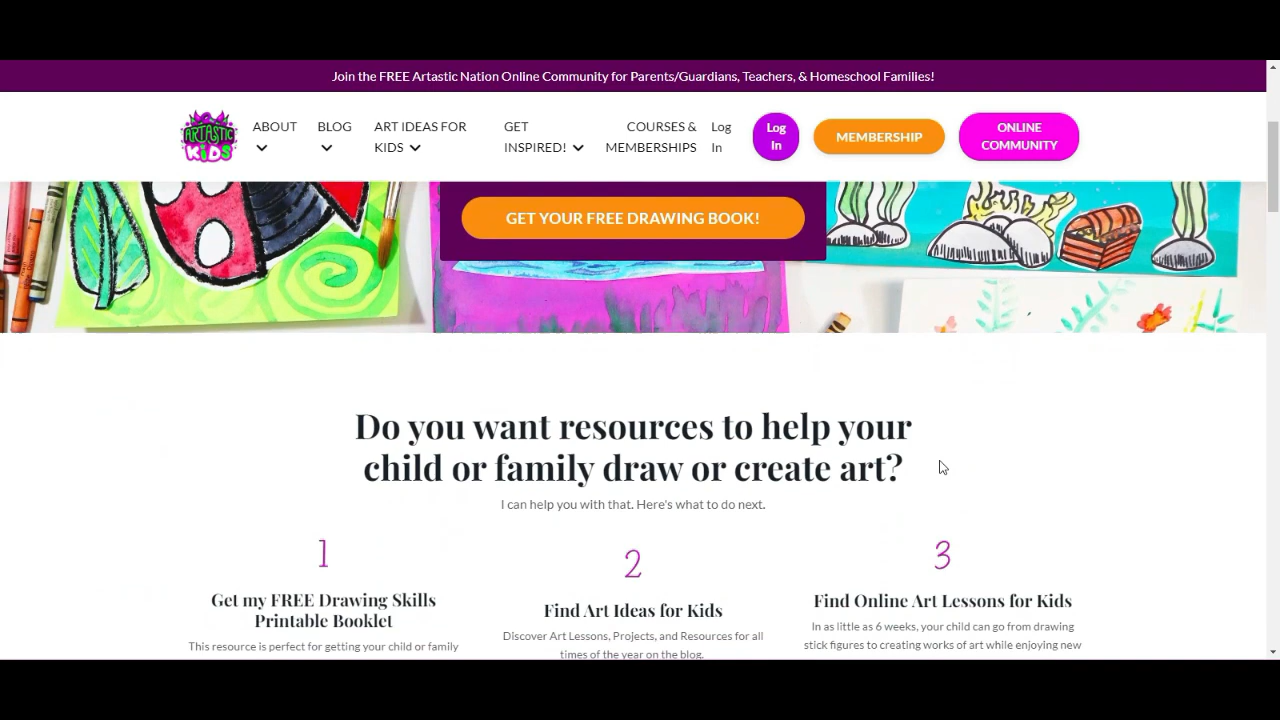 Join the FREE Artastic Nation Online Community for Parents/Guardians, Teachers, & Homeschool Families!
ARTASTIC
KIDS
ABOUT
BLOG
ART IDEAS FOR
KIDS
GET
INSPIRED!
COURSES &
MEMBERSHIPS
Log
In
Log
In
MEMBERSHIP
ONLINE
COMMUNITY
GET YOUR FREE DRAWING BOOK!
Do you want resources to help your
child or family draw or create art?
I can help you with that. Here's what to do next.
1
Get my FREE Drawing Skills
Printable Booklet
This resource is perfect for getting your child or family
2
Find Art Ideas for Kids
Discover Art Lessons, Projects, and Resources for all
times of the year on the blog.
3
Find Online Art Lessons for Kids
In as little as 6 weeks, your child can go from drawing
stick figures to creating works of art while enjoying new